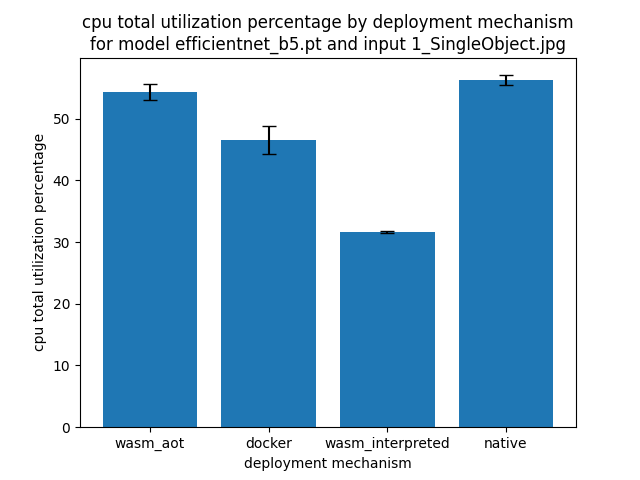 cpu total utilization percentage by deployment mechanism
for model efficientnet_b5.pt and input 1_SingleObject.jpg
cpu total utilization percentage
50
40
30
20
10
0
wasm_aot docker wasm_interpreted native
deployment mechanism